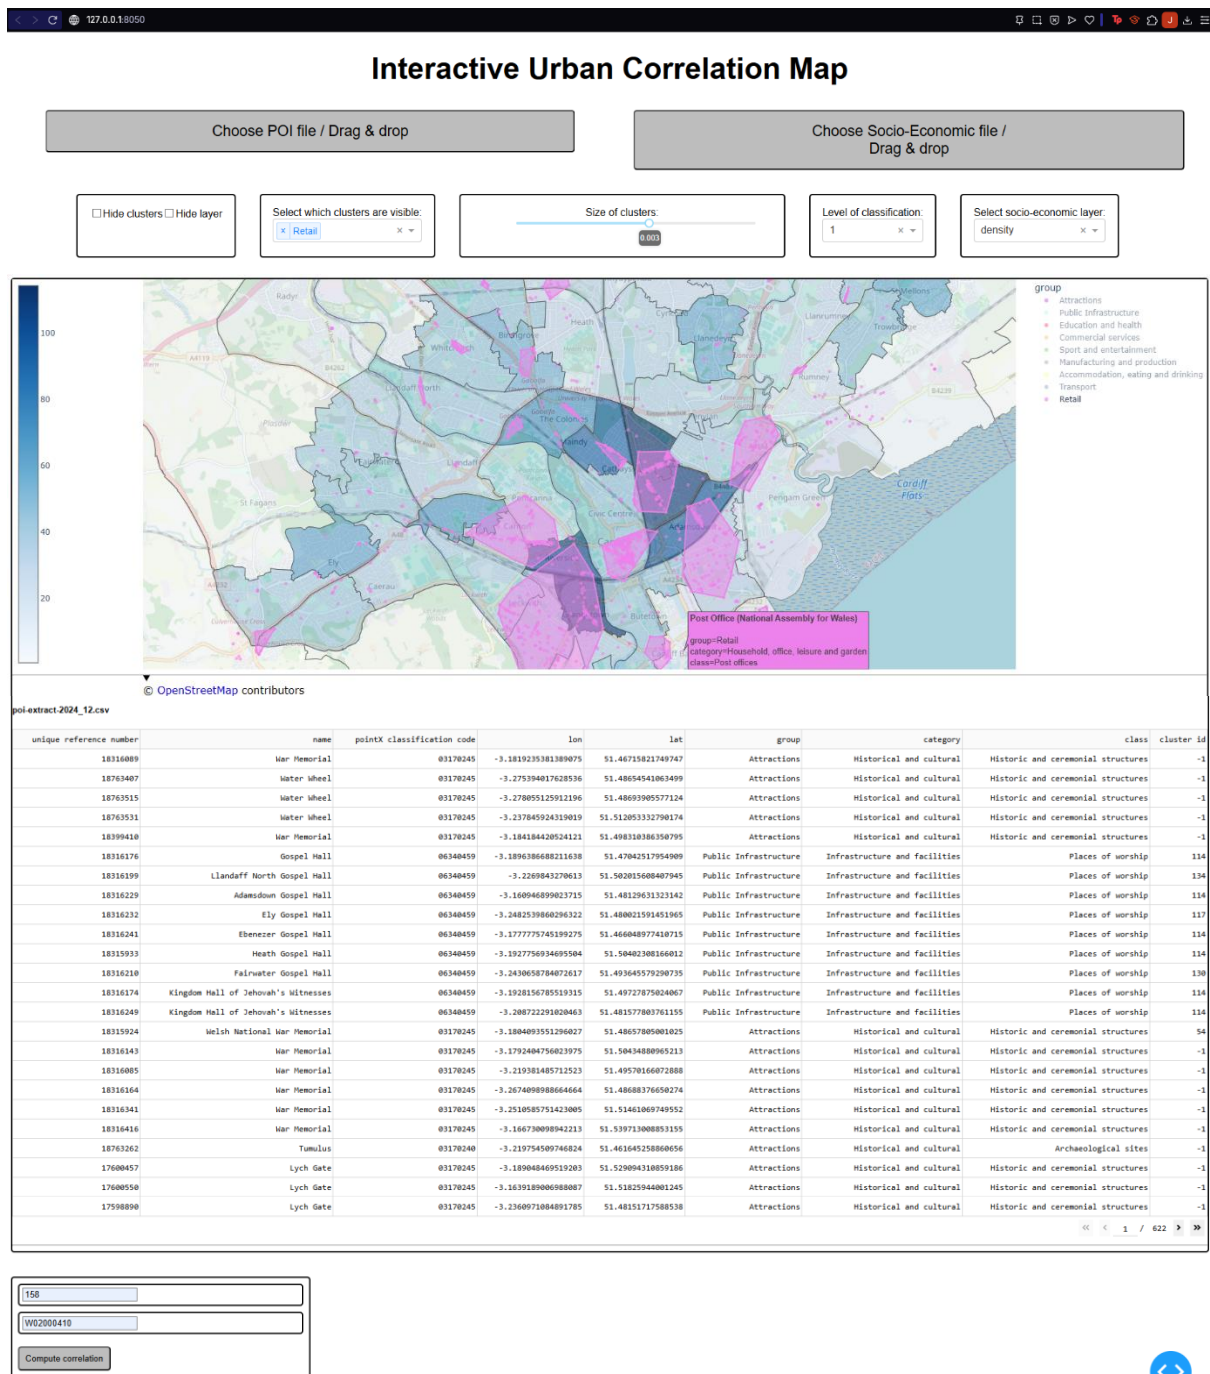 127.0.0.1:8050
Interactive Urban Correlation Map
Choose POI file / Drag & drop
Choose Socio-Economic file /
Drag & drop
Hide clusters Hide layer
Select which clusters are visible:
× Retail
Size of clusters:
0.003
Level of classification:
1
Select socio-economic layer:
density
100
80
60
40
20
Radyr
Heath
Whitchurch
Birchgrove
Llanrumney
Trowbridge
St Mellons
Rumney
A4119
B4262
B4239
Llandaff North
The Colonies
Maindy
Fairwater
Llandaff
St Fagans
Pontcanna
Cathays
Civic Centre
Pengam Green
Cardiff
Flats
Ely
Caerau
Butetown
group
Attractions
Public Infrastructure
Education and health
Commercial services
Sport and entertainment
Manufacturing and production
Accommodation, eating and drinking
Transport
Retail
Post Office (National Assembly for Wales)
group=Retail
category=Household, office, leisure and garden
class=Post offices
© OpenStreetMap contributors
poi-extract-2024_12.csv
unique reference number name pointX classification code lon lat group category class cluster id
18316089 War Memorial 03170245 -3.1819235381389075 51.46715821749747 Attractions Historical and cultural Historic and ceremonial structures -1
18763407 Water Wheel 03170245 -3.275394017628536 51.48654541063499 Attractions Historical and cultural Historic and ceremonial structures -1
18763515 Water Wheel 03170245 -3.278055125912196 51.48693905577124 Attractions Historical and cultural Historic and ceremonial structures -1
18763531 Water Wheel 03170245 -3.237845924319019 51.512053332790174 Attractions Historical and cultural Historic and ceremonial structures -1
18399410 War Memorial 03170245 -3.184184420524121 51.498310386350795 Attractions Historical and cultural Historic and ceremonial structures -1
18316176 Gospel Hall 06340459 -3.1896386688211638 51.47042517954909 Public Infrastructure Infrastructure and facilities Places of worship 114
18316199 Llandaff North Gospel Hall 06340459 -3.2269843270613 51.502015608407945 Public Infrastructure Infrastructure and facilities Places of worship 134
18316229 Adamsdown Gospel Hall 06340459 -3.160946899023715 51.48129631323142 Public Infrastructure Infrastructure and facilities Places of worship 114
18316232 Ely Gospel Hall 06340459 -3.2482539860296322 51.480021591451965 Public Infrastructure Infrastructure and facilities Places of worship 117
18316241 Ebenezer Gospel Hall 06340459 -3.1777775745199275 51.466048977410715 Public Infrastructure Infrastructure and facilities Places of worship 114
18315933 Heath Gospel Hall 06340459 -3.1927756934695504 51.50402308166012 Public Infrastructure Infrastructure and facilities Places of worship 114
18316210 Fairwater Gospel Hall 06340459 -3.2430658784072617 51.493645579290735 Public Infrastructure Infrastructure and facilities Places of worship 130
18316174 Kingdom Hall of Jehovah's Witnesses 06340459 -3.1928156785519315 51.49727875024067 Public Infrastructure Infrastructure and facilities Places of worship 114
18316249 Kingdom Hall of Jehovah's Witnesses 06340459 -3.208722291020463 51.481577803761155 Public Infrastructure Infrastructure and facilities Places of worship 114
18315924 Welsh National War Memorial 03170245 -3.1804093551296027 51.48657805001025 Attractions Historical and cultural Historic and ceremonial structures 54
18316143 War Memorial 03170245 -3.1792404756023975 51.50434880965213 Attractions Historical and cultural Historic and ceremonial structures -1
18316085 War Memorial 03170245 -3.219381485712523 51.49570166072888 Attractions Historical and cultural Historic and ceremonial structures -1
18316164 War Memorial 03170245 -3.2674098988664664 51.48688376650274 Attractions Historical and cultural Historic and ceremonial structures -1
18316341 War Memorial 03170245 -3.2510585751423005 51.51461069749552 Attractions Historical and cultural Historic and ceremonial structures -1
18316416 War Memorial 03170245 -3.166730098942213 51.539713008853155 Attractions Historical and cultural Historic and ceremonial structures -1
18763262 Tumulus 03170240 -3.219754509746824 51.461645258860656 Attractions Historical and cultural Archaeological sites -1
17600457 Lych Gate 03170245 -3.189048469519203 51.529094310859186 Attractions Historical and cultural Historic and ceremonial structures -1
17600550 Lych Gate 03170245 -3.1639189006988087 51.51825944001245 Attractions Historical and cultural Historic and ceremonial structures -1
17598890 Lych Gate 03170245 -3.2360971084891785 51.48151717588538 Attractions Historical and cultural Historic and ceremonial structures -1
« ‹ 1 / 622 › »
158
W02000410
Compute correlation